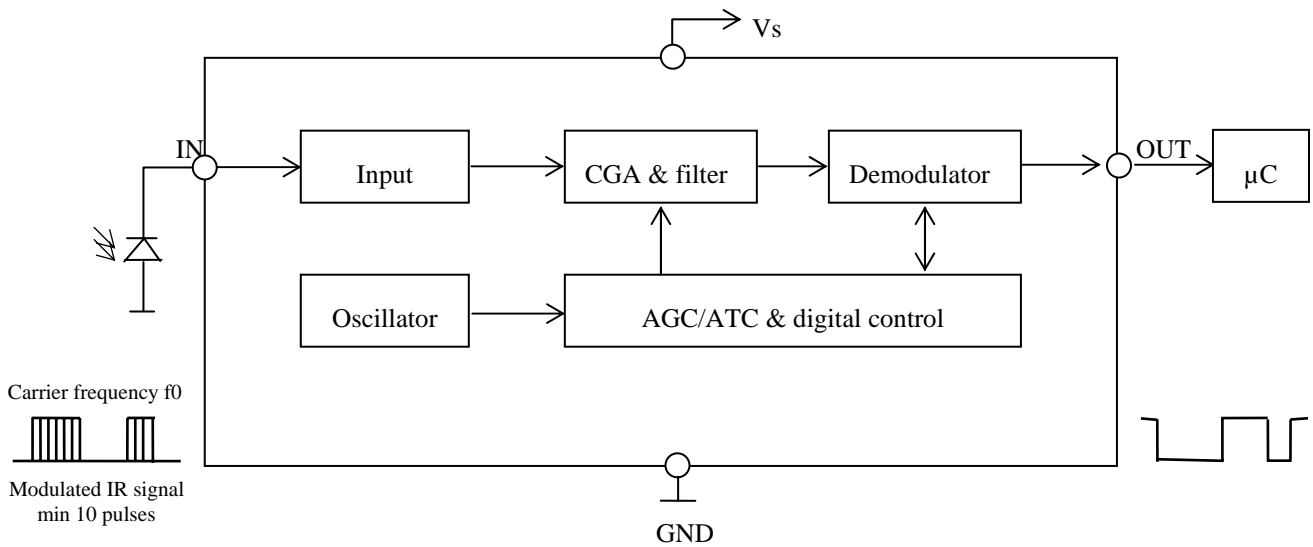 Vs
IN
Input
CGA & filter
Demodulator
OUT
µC
Oscillator
AGC/ATC & digital control
Carrier frequency f0
Modulated IR signal
min 10 pulses
GND